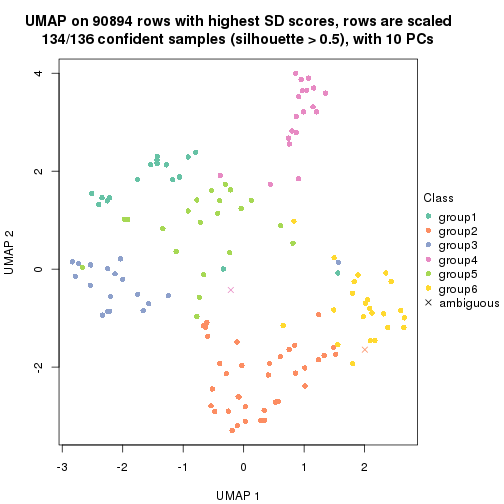 UMAP on 90894 rows with highest SD scores, rows are scaled
134/136 confident samples (silhouette > 0.5), with 10 PCs
4
2
0
-2
UMAP 2
-3
-2
-1
0
1
2
UMAP 1
Class
group1
group2
group3
group4
group5
group6
ambiguous